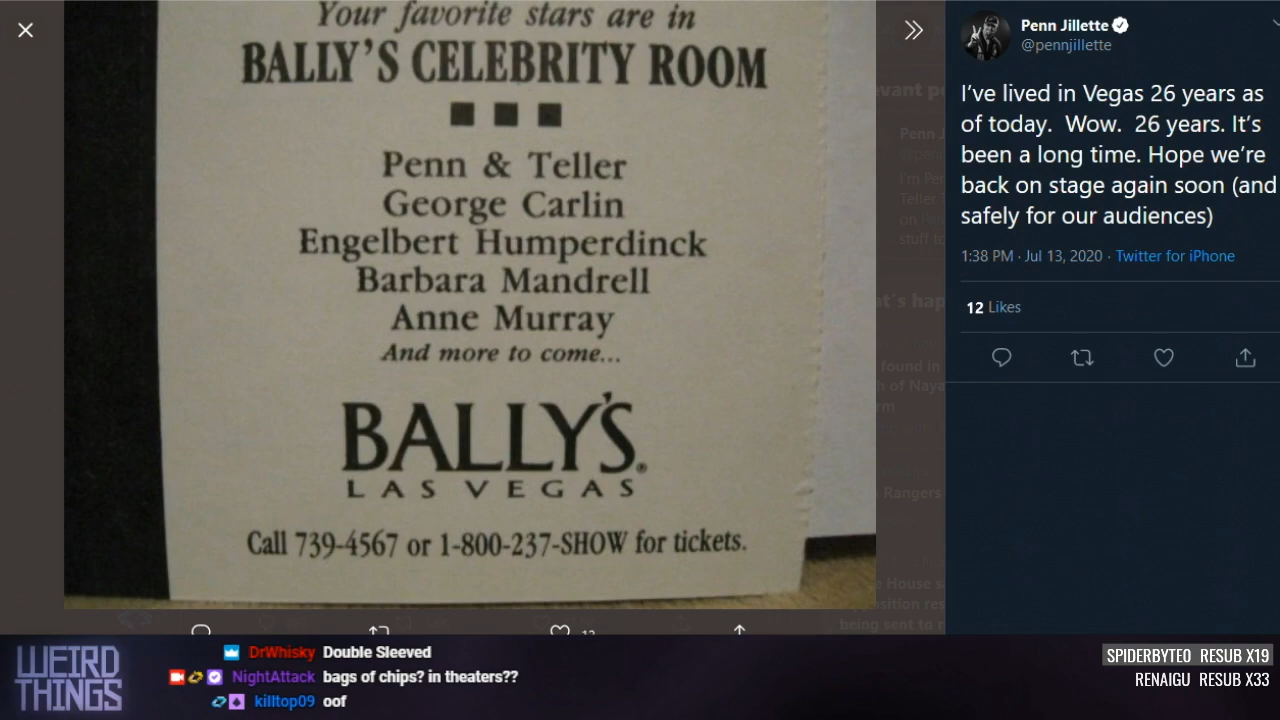 Your favorite stars are in
BALLY'S CELEBRITY ROOM
Penn & Teller
George Carlin
Engelbert Humperdinck
Barbara Mandrell
Anne Murray
And more to come...
BALLY'S®
LAS VEGAS
Call 739-4567 or 1-800-237-SHOW for tickets.
Penn Jillette
@pennjillette
I've lived in Vegas 26 years as
of today.  Wow.  26 years. It's
been a long time. Hope we're
back on stage again soon (and
safely for our audiences)
1:38 PM · Jul 13, 2020 · Twitter for iPhone
12 Likes
WEIRD
THINGS
DrWhisky Double Sleeved
NightAttack bags of chips? in theaters??
killtop09 oof
SPIDERBYTE0 RESUB X19
RENAIGU RESUB X33